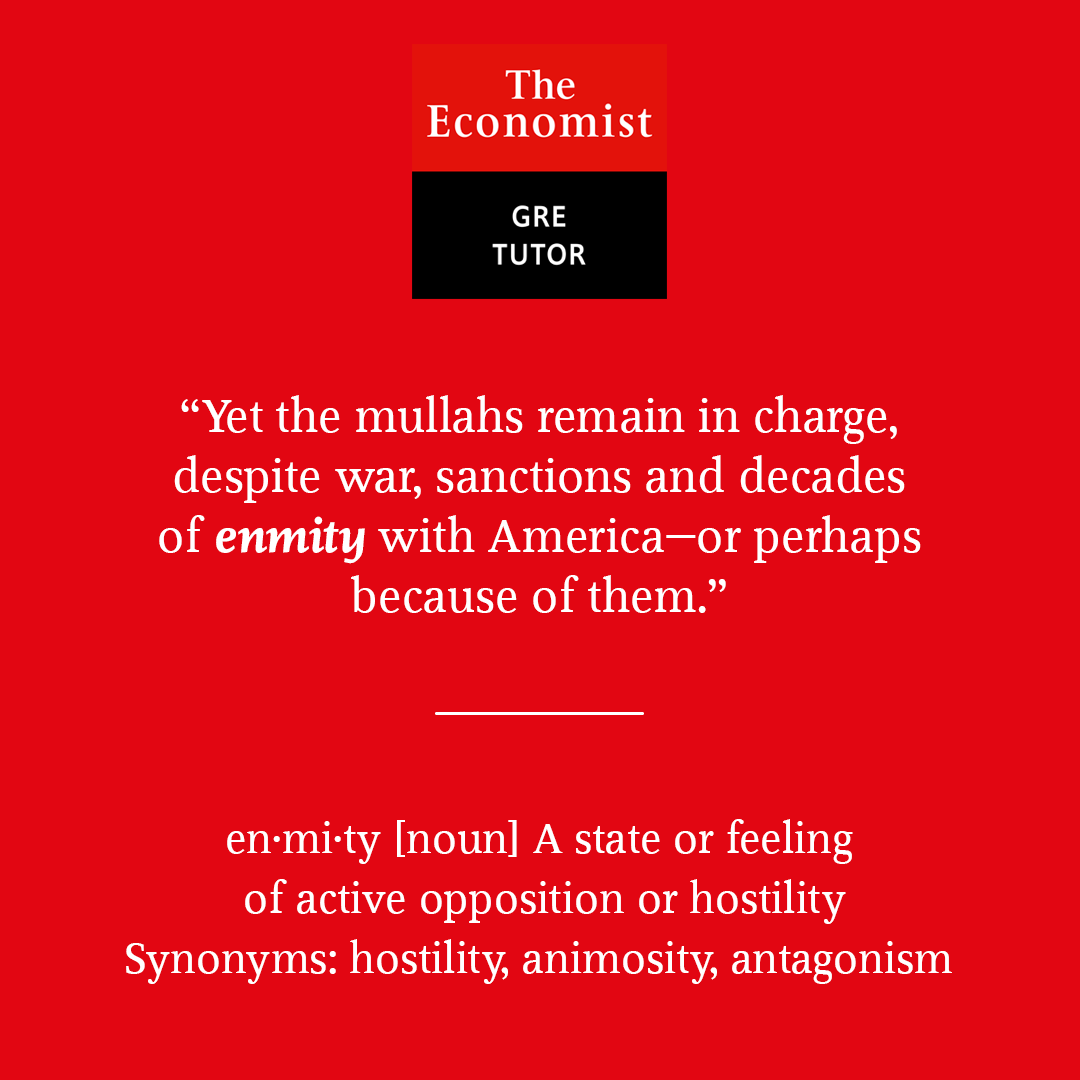 The
Economist
GRE
TUTOR
“Yet the mullahs remain in charge,
despite war, sanctions and decades
of enmity with America—or perhaps
because of them.”
en·mi·ty [noun] A state or feeling
of active opposition or hostility
Synonyms: hostility, animosity, antagonism